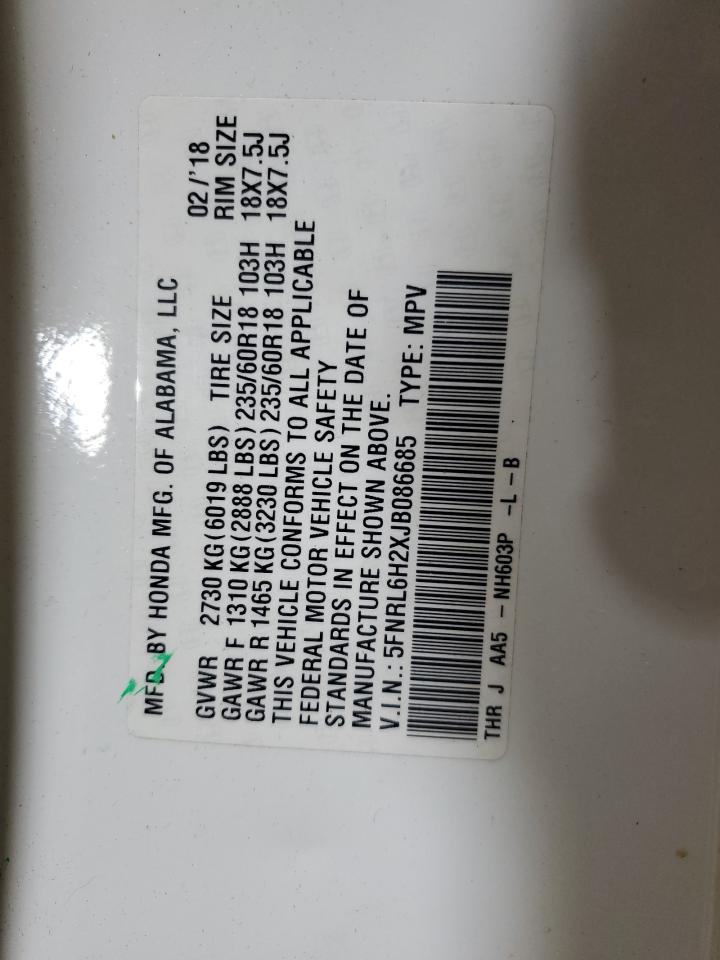 MFD. BY HONDA MFG. OF ALABAMA, LLC 02/'18
GVWR 2730 KG(6019 LBS) TIRE SIZE RIM SIZE
GAWR F 1310 KG(2888 LBS)235/60R18 103H 18X7.5J
GAWR R 1465 KG(3230 LBS)235/60R18 103H 18X7.5J
THIS VEHICLE CONFORMS TO ALL APPLICABLE
FEDERAL MOTOR VEHICLE SAFETY
STANDARDS IN EFFECT ON THE DATE OF
MANUFACTURE SHOWN ABOVE.
V.I.N.: 5FNRL6H2XJB086685 TYPE: MPV
THR J AA5 - NH603P -L -B